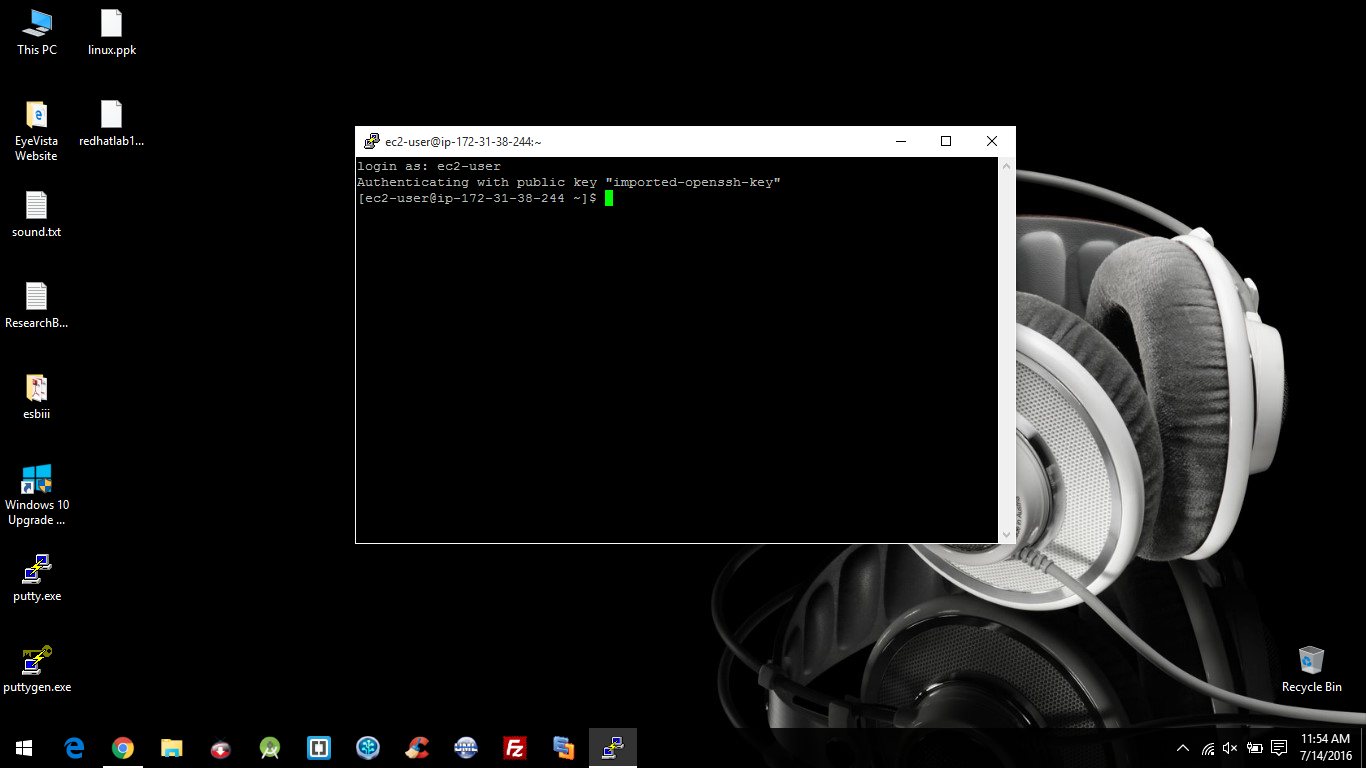 This PC
linux.ppk
EyeVista
Website
redhatlab1...
sound.txt
ResearchB...
esbiii
Windows 10
Upgrade ...
putty.exe
puttygen.exe
ec2-user@ip-172-31-38-244:~
login as: ec2-user
Authenticating with public key "imported-openssh-key"
[ec2-user@ip-172-31-38-244 ~]$
Recycle Bin
11:54 AM
7/14/2016